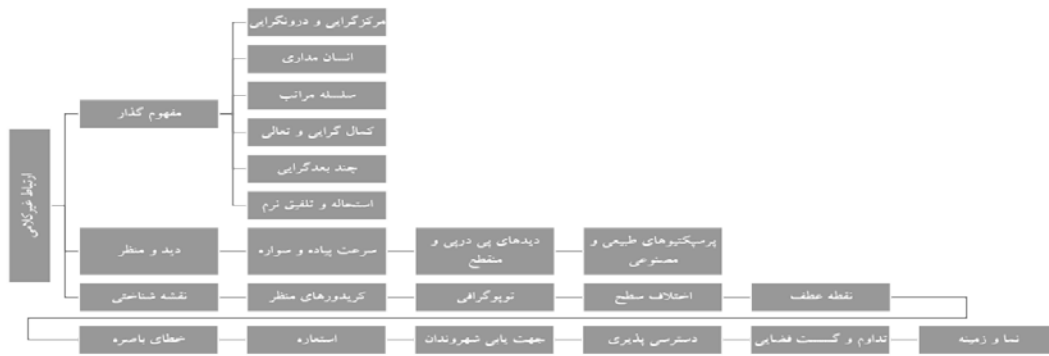 ارتباط غیرکلامی
مفهوم گذار
مرکزگرایی و درونگرایی
انسان مداری
سلسله مراتب
کمال گرایی و تعالی
چند بعدگرایی
استحاله و تلفیق نرم
دید و منظر
سرعت پیاده و سواره
دیدهای پی درپی و
منقطع
پرسپکتیوهای طبیعی و
مصنوعی
نقشه شناختی
کریدورهای منظر
توپوگرافی
اختلاف سطح
نقطه عطف
نما و زمینه
تداوم و گسست فضایی
دسترسی پذیری
جهت یابی شهروندان
استعاره
خطای باصره